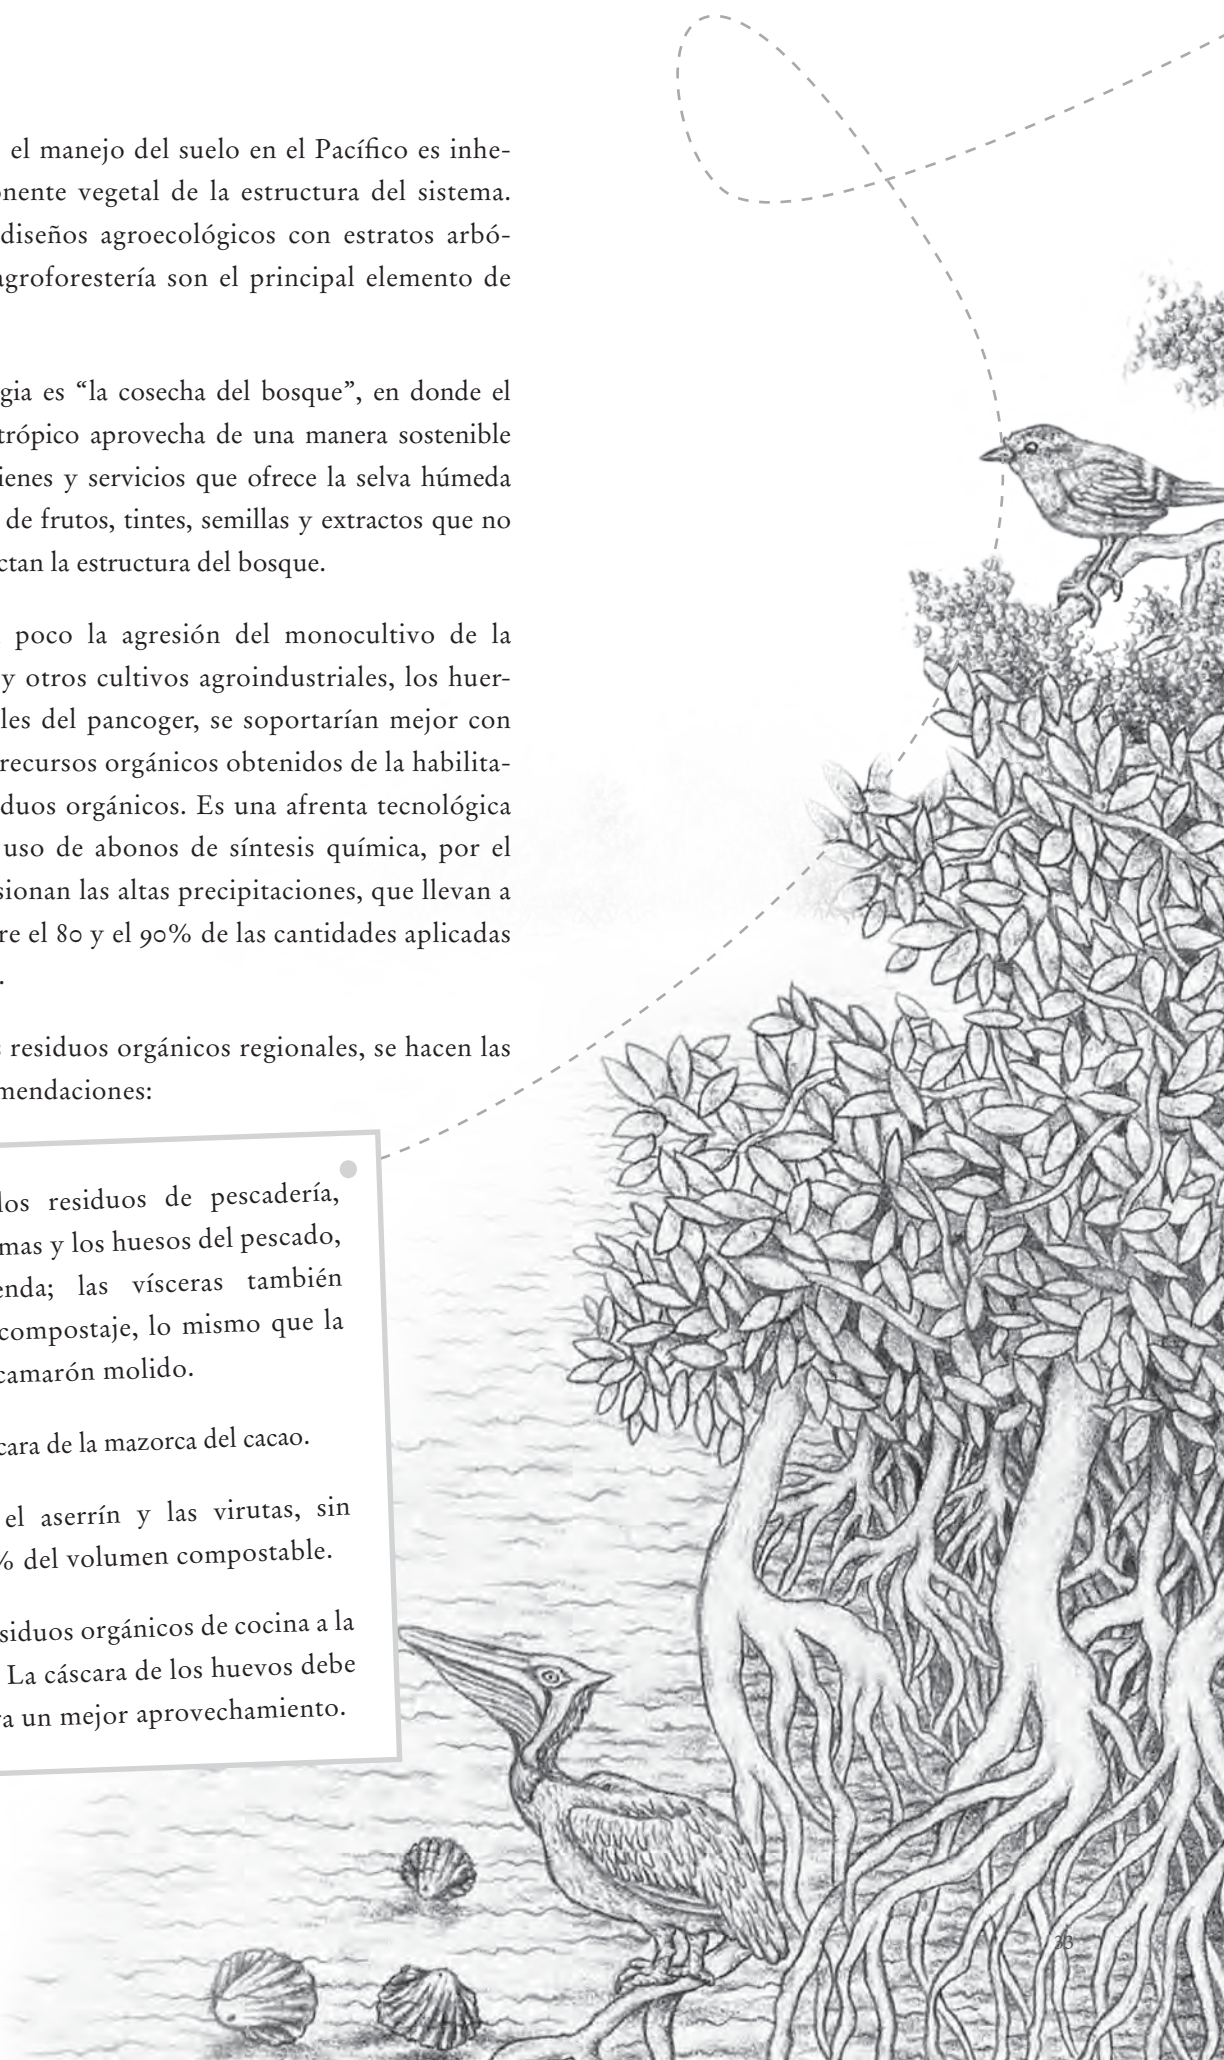 el manejo del suelo en el Pacífico es inhe-
nente vegetal de la estructura del sistema.
diseños agroecológicos con estratos arbó-
agroforestería son el principal elemento de
gia es “la cosecha del bosque”, en donde el
trópico aprovecha de una manera sostenible
ienes y servicios que ofrece la selva húmeda
de frutos, tintes, semillas y extractos que no
ctan la estructura del bosque.
poco la agresión del monocultivo de la
y otros cultivos agroindustriales, los huer-
les del pancoger, se soportarían mejor con
recursos orgánicos obtenidos de la habilita-
duos orgánicos. Es una afrenta tecnológica
uso de abonos de síntesis química, por el
sionan las altas precipitaciones, que llevan a
re el 80 y el 90% de las cantidades aplicadas
.
s residuos orgánicos regionales, se hacen las
mendaciones:
los residuos de pescadería,
mas y los huesos del pescado,
enda; las vísceras también
compostaje, lo mismo que la
camarón molido.
cara de la mazorca del cacao.
el aserrín y las virutas, sin
% del volumen compostable.
siduos orgánicos de cocina a la
La cáscara de los huevos debe
ra un mejor aprovechamiento.
33